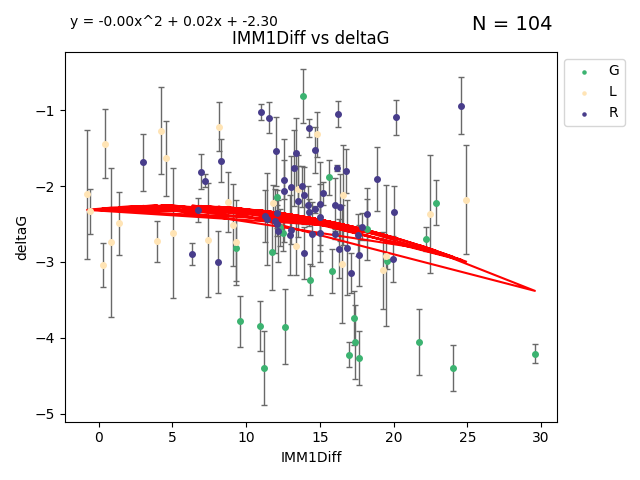 y = -0.00x^2 + 0.02x + -2.30
N = 104
IMM1Diff vs deltaG
G
L
R
deltaG
−1
−2
−3
−4
−5
0 5 10 15 20 25 30
IMM1Diff